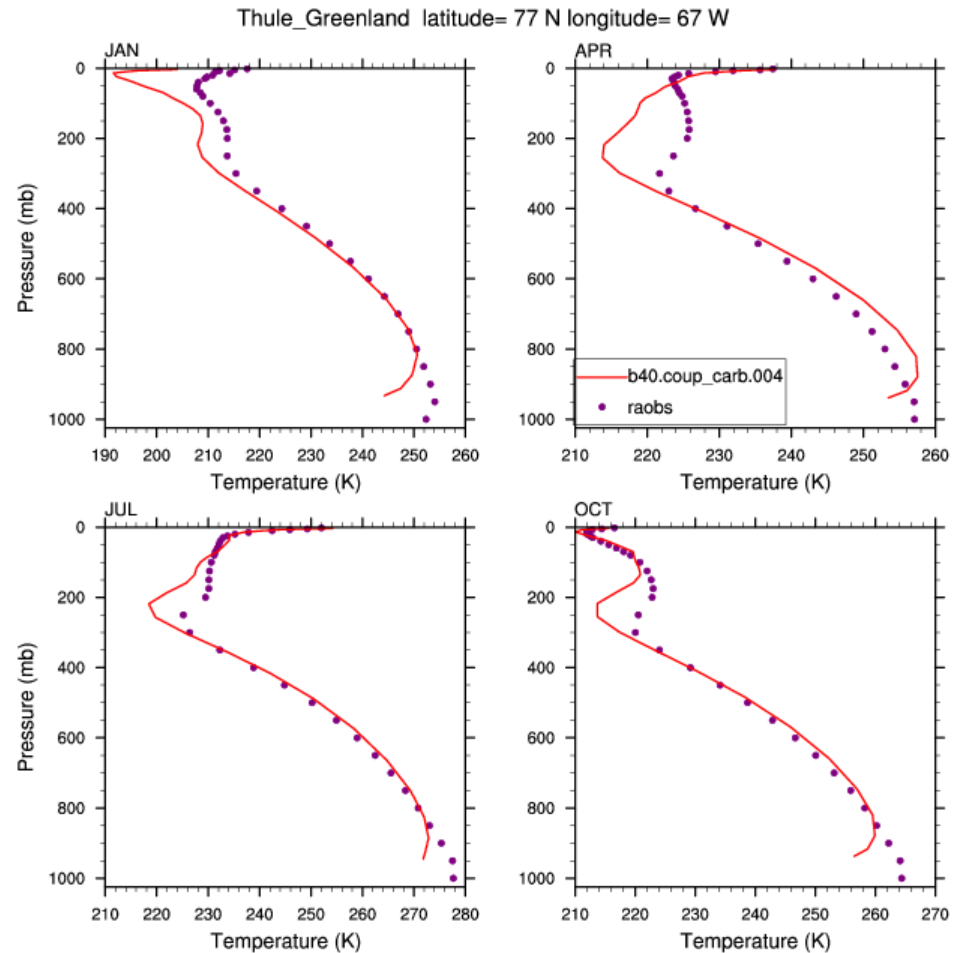 Thule_Greenland latitude= 77 N longitude= 67 W
JAN
0
200
400
600
800
1000
Pressure (mb)
190 200 210 220 230 240 250 260
Temperature (K)
APR
0
200
400
600
800
1000
b40.coup_carb.004
raobs
210 220 230 240 250 260
Temperature (K)
JUL
0
200
400
600
800
1000
Pressure (mb)
210 220 230 240 250 260 270 280
Temperature (K)
OCT
0
200
400
600
800
1000
210 220 230 240 250 260 270
Temperature (K)